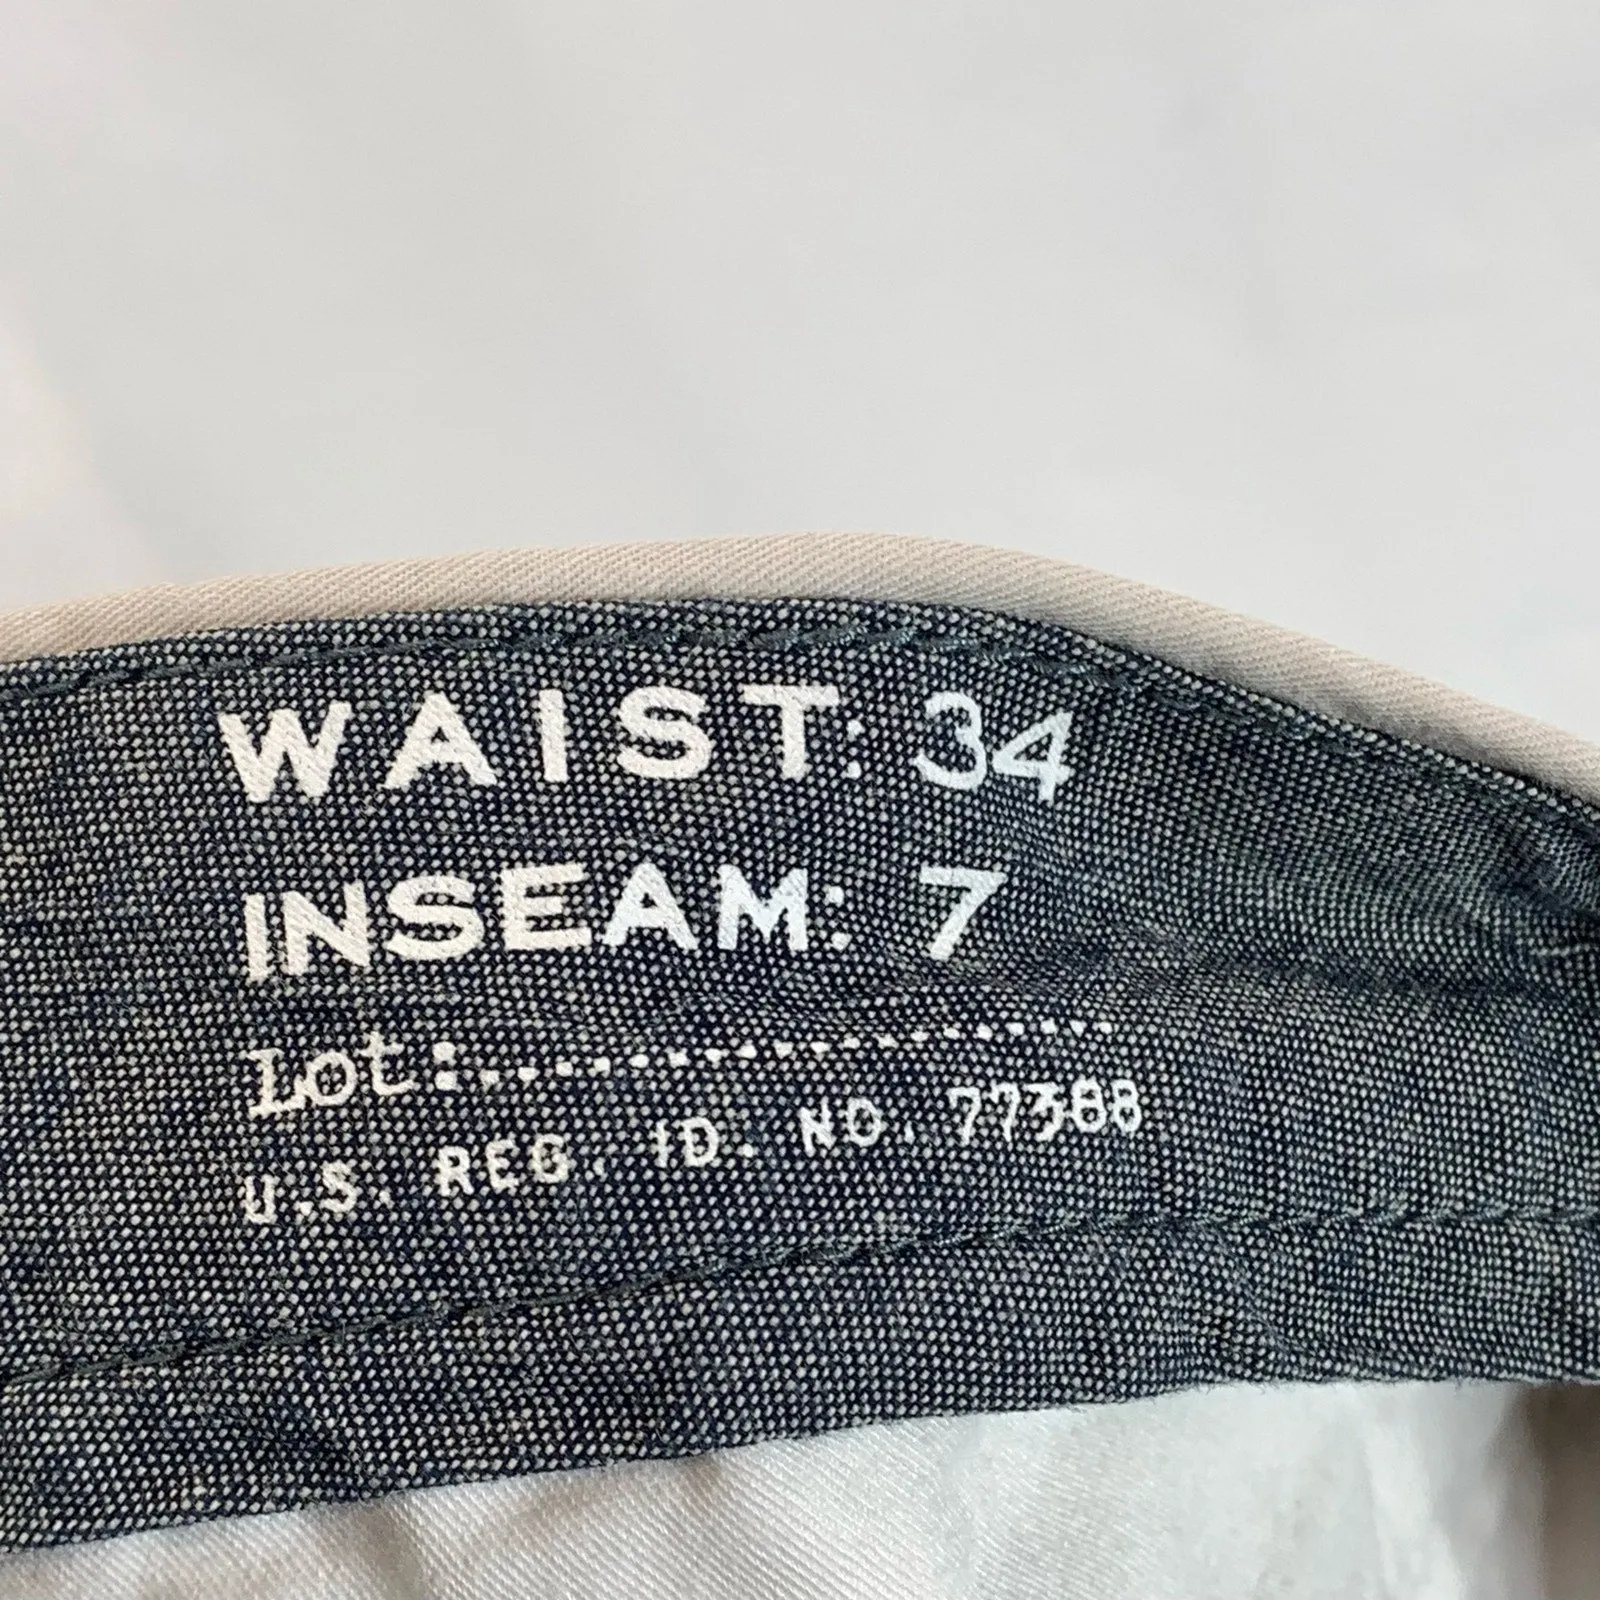 WAIST: 34
INSEAM: 7
Lot:..................
U.S. REG. ID. NO. 77388